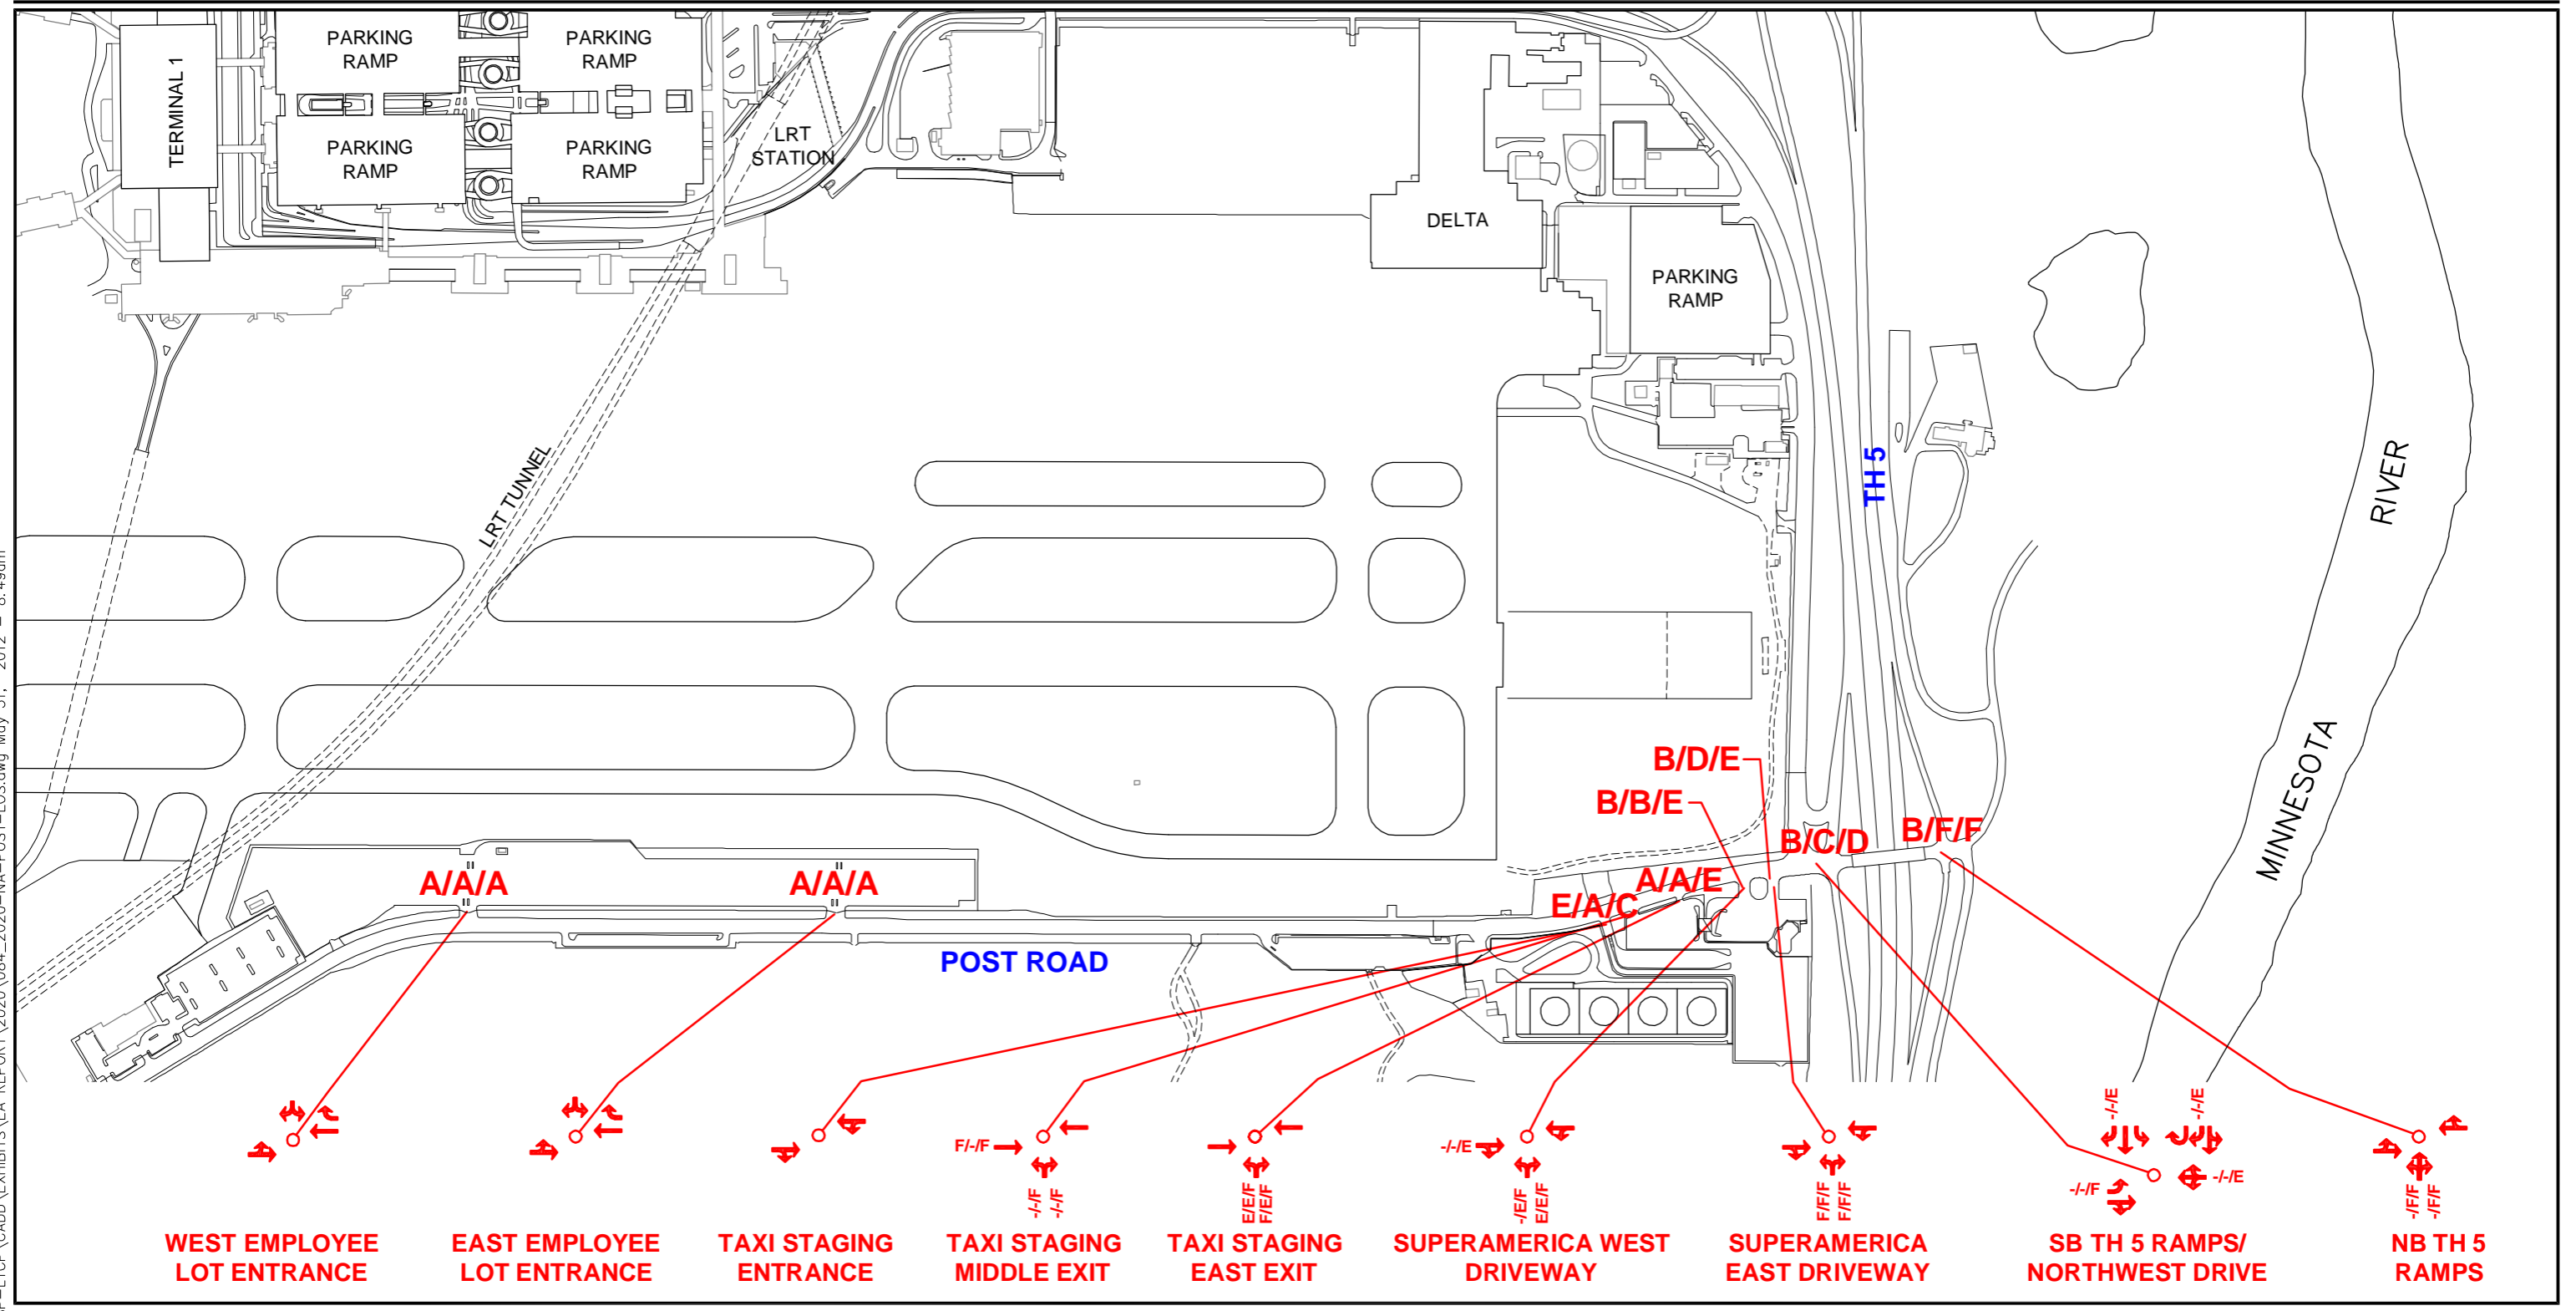 PARKING
RAMP
PARKING
RAMP
TERMINAL 1
PARKING
RAMP
PARKING
RAMP
LRT
STATION
DELTA
PARKING
RAMP
LRT TUNNEL
TH 5
RIVER
MINNESOTA
B/D/E
B/B/E
B/C/D
B/F/F
A/A/A
A/A/A
A/A/E
E/A/C
POST ROAD
F/-/F
-/-/F
-/-/F
E/E/F
F/E/F
-/-/E
-/E/F
E/E/F
F/F/F
F/F/F
-/-/E
-/-/E
-/-/F
-/-/E
-/F/F
-/F/F
WEST EMPLOYEE
LOT ENTRANCE
EAST EMPLOYEE
LOT ENTRANCE
TAXI STAGING
ENTRANCE
TAXI STAGING
MIDDLE EXIT
TAXI STAGING
EAST EXIT
SUPERAMERICA WEST
DRIVEWAY
SUPERAMERICA
EAST DRIVEWAY
SB TH 5 RAMPS/
NORTHWEST DRIVE
NB TH 5
RAMPS